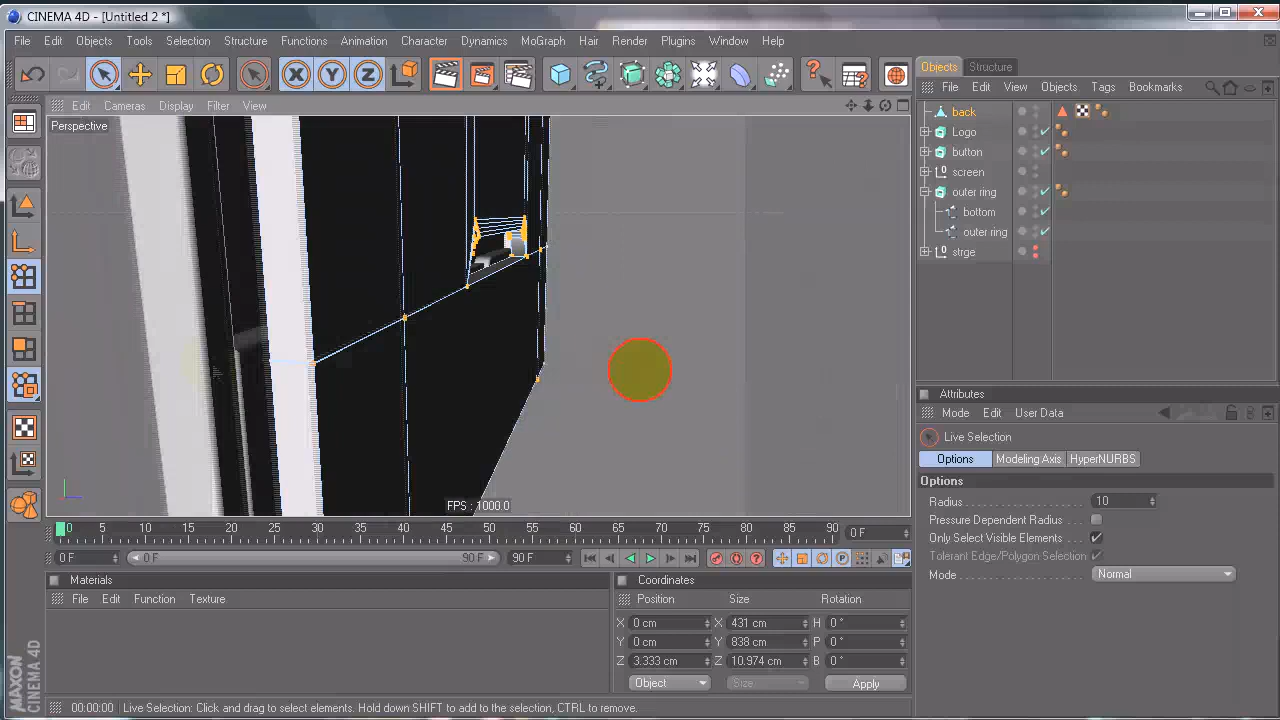 CINEMA 4D - [Untitled 2 *]
File Edit Objects Tools Selection Structure Functions Animation Character Dynamics MoGraph Hair Render Plugins Window Help
X Y Z
Objects Structure
Edit Cameras Display Filter View
File Edit View Objects Tags Bookmarks
Perspective
back
Logo
button
screen
outer ring
bottom
outer ring
strge
Attributes
Mode Edit User Data
Live Selection
Options Modeling Axis HyperNURBS
Options
Radius 10
Pressure Dependent Radius
Only Select Visible Elements
Tolerant Edge/Polygon Selection
Mode Normal
FPS : 1000.0
0 5 10 15 20 25 30 35 40 45 50 55 60 65 70 75 80 85 90 0 F
0 F 0 F 90 F 90 F
Materials
File Edit Function Texture
Coordinates
Position Size Rotation
X 0 cm X 431 cm H 0 °
Y 0 cm Y 838 cm P 0 °
Z 3.333 cm Z 10.974 cm B 0 °
Object Size Apply
MAXON
CINEMA 4D
00:00:00 Live Selection: Click and drag to select elements. Hold down SHIFT to add to the selection, CTRL to remove.